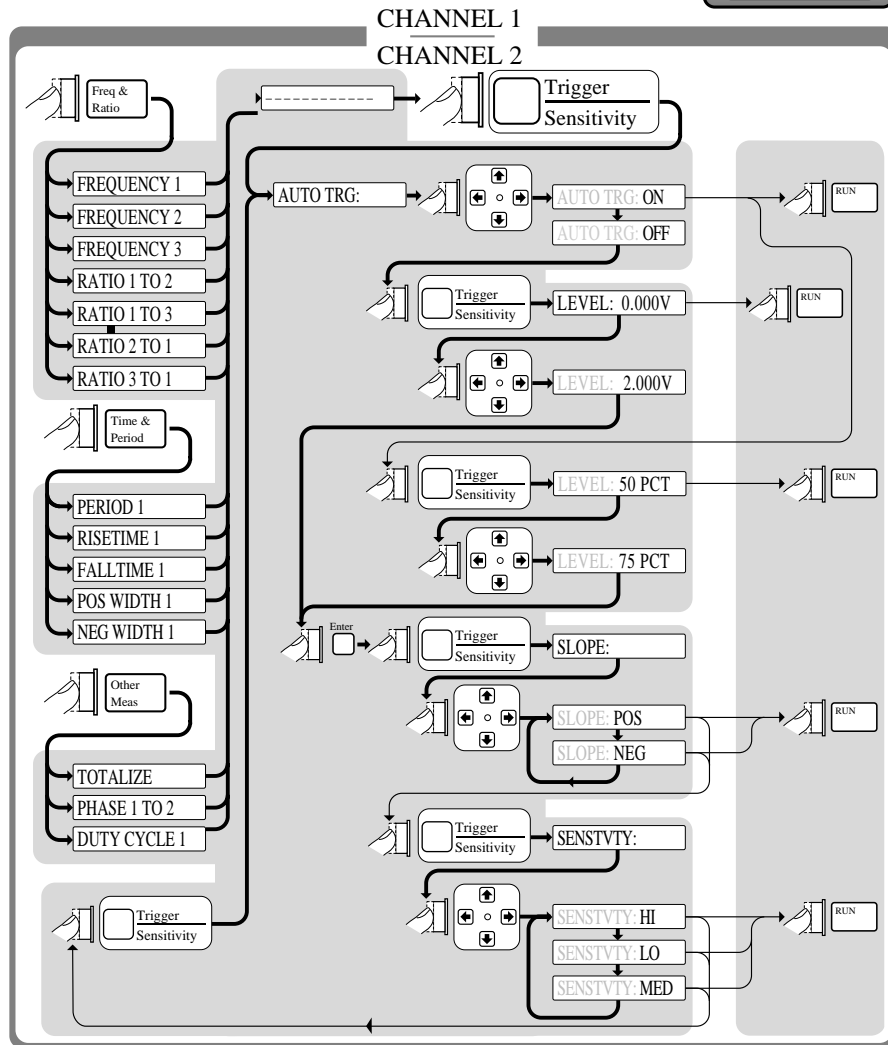 CHANNEL 1
CHANNEL 2
Freq &
Ratio
-----------
Trigger
Sensitivity
FREQUENCY 1
FREQUENCY 2
FREQUENCY 3
RATIO 1 TO 2
RATIO 1 TO 3
RATIO 2 TO 1
RATIO 3 TO 1
AUTO TRG:
AUTO TRG: ON
AUTO TRG: OFF
RUN
Trigger
Sensitivity
LEVEL: 0.000V
RUN
LEVEL: 2.000V
Time &
Period
PERIOD 1
RISETIME 1
FALLTIME 1
POS WIDTH 1
NEG WIDTH 1
Trigger
Sensitivity
LEVEL: 50 PCT
RUN
LEVEL: 75 PCT
Enter
Trigger
Sensitivity
SLOPE:
Other
Meas
SLOPE: POS
SLOPE: NEG
RUN
TOTALIZE
PHASE 1 TO 2
DUTY CYCLE 1
Trigger
Sensitivity
SENSTVTY:
Trigger
Sensitivity
SENSTVTY: HI
SENSTVTY: LO
SENSTVTY: MED
RUN